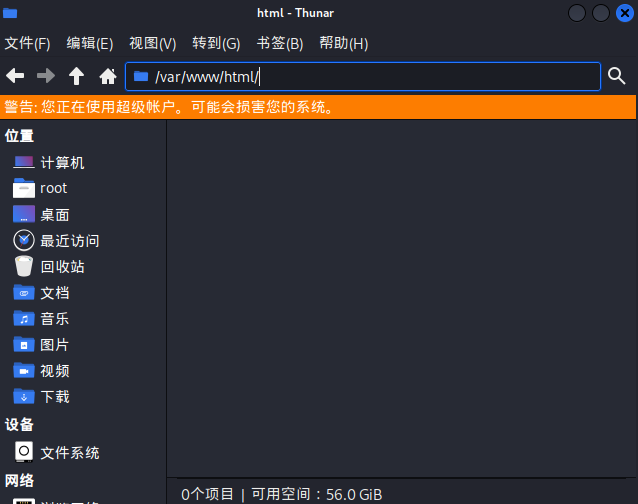 html - Thunar
文件(F) 编辑(E) 视图(V) 转到(G) 书签(B) 帮助(H)
/var/www/html/
警告: 您正在使用超级帐户。可能会损害您的系统。
位置
计算机
root
桌面
最近访问
回收站
文档
音乐
图片
视频
下载
设备
文件系统
网络
浏览网络
0个项目 | 可用空间：56.0 GiB